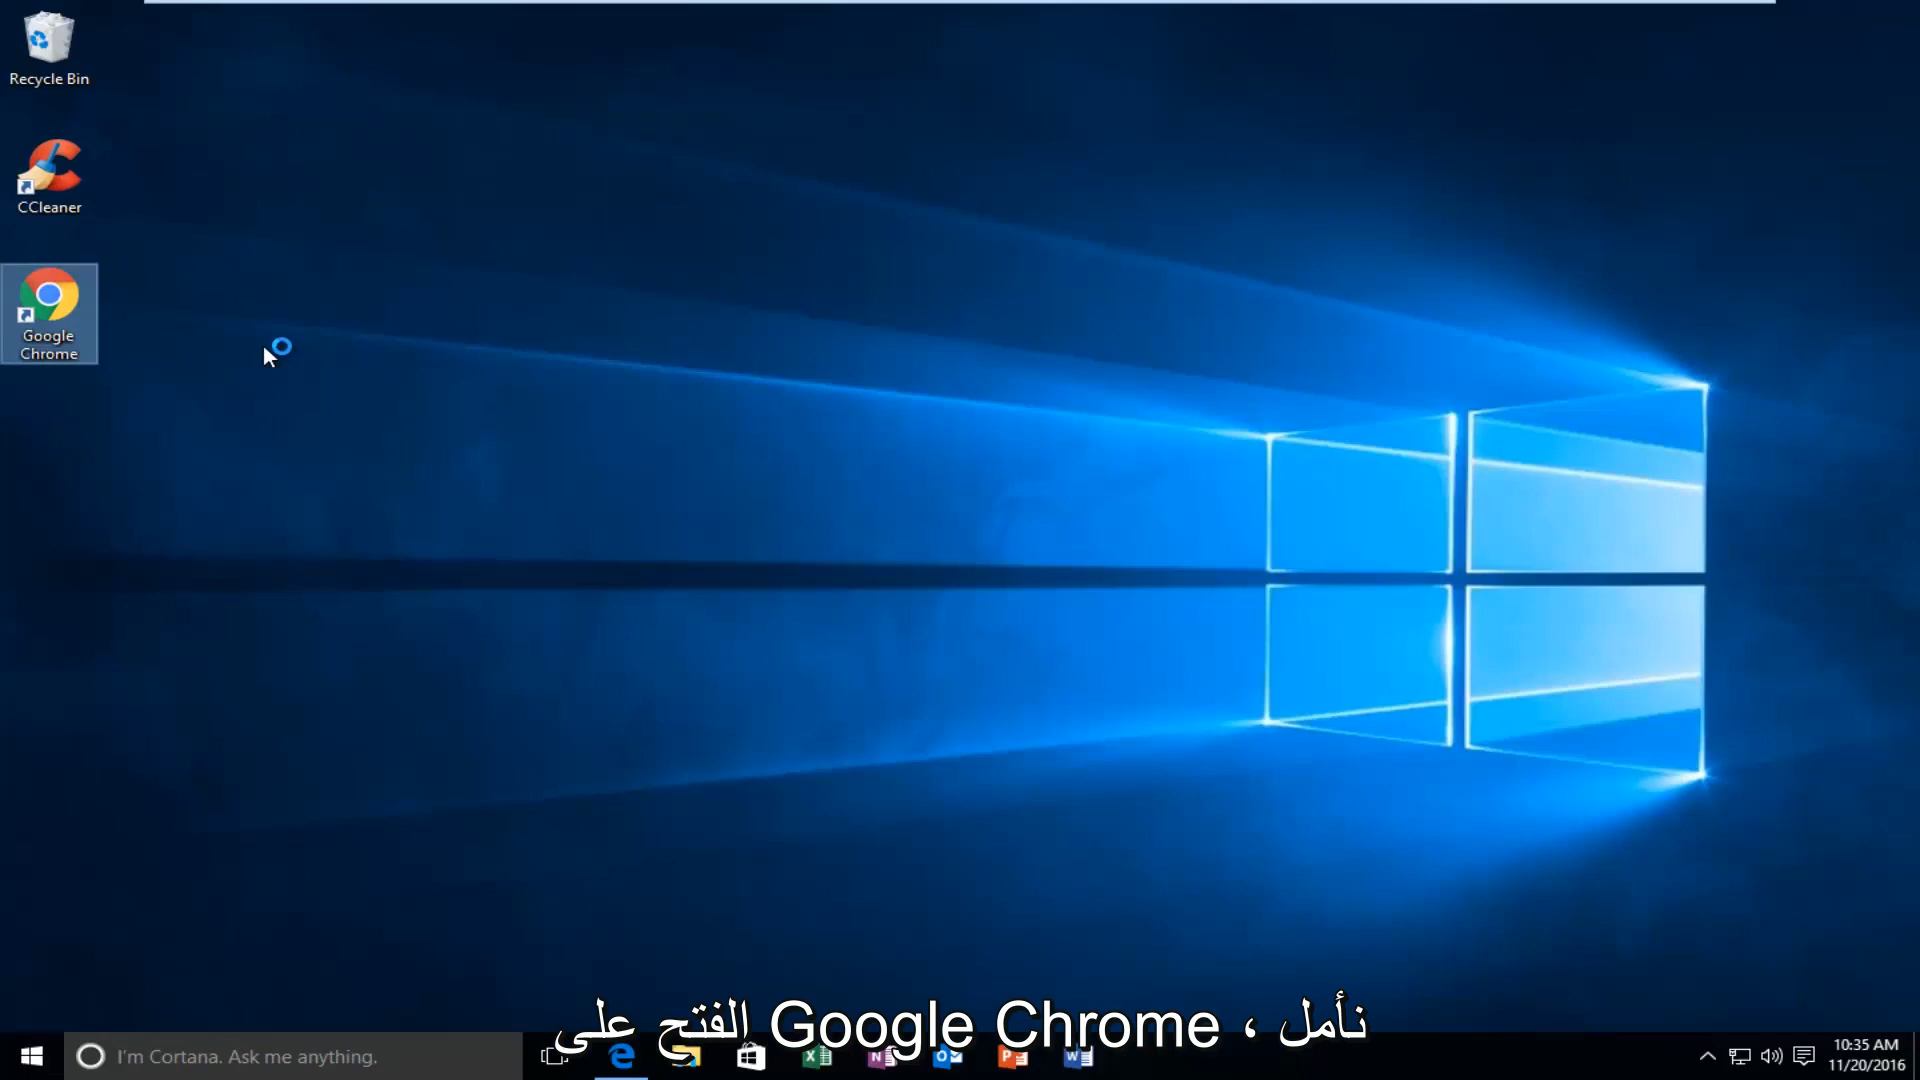 Recycle Bin
CCleaner
Google
Chrome
نأمل ، Google Chrome الفتح على
I'm Cortana. Ask me anything.
10:35 AM
11/20/2016